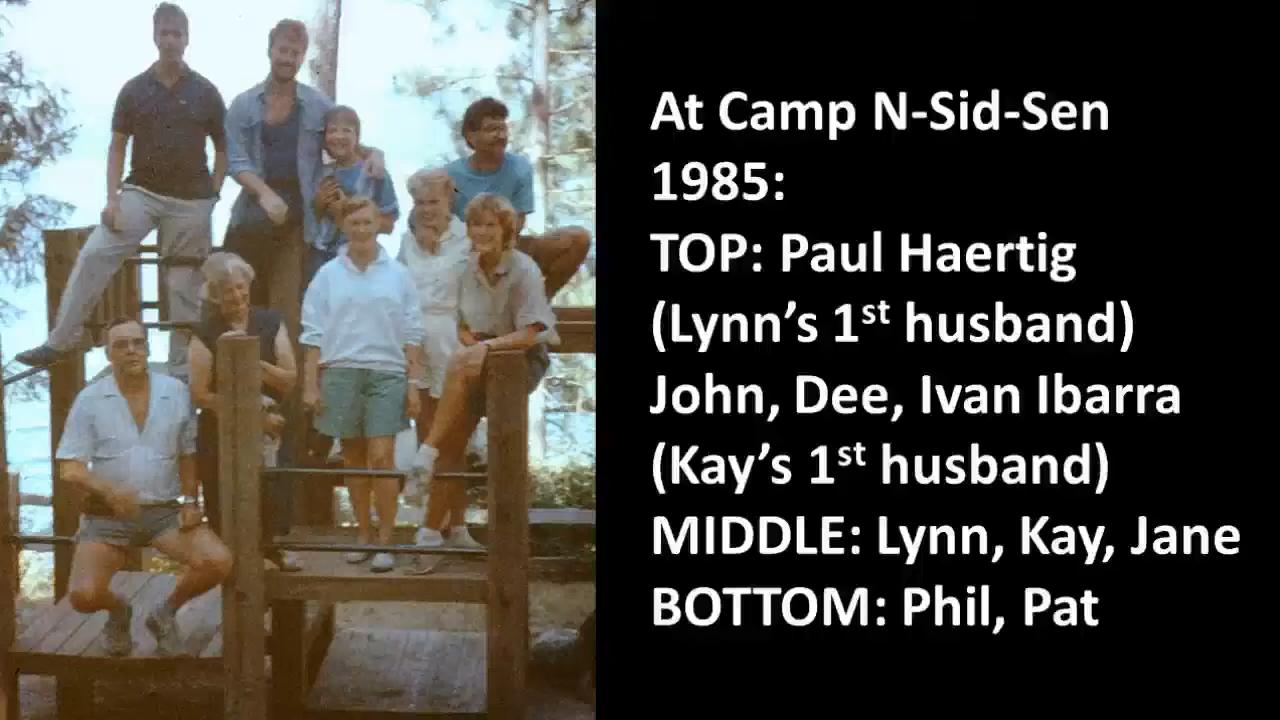 At Camp N-Sid-Sen
1985:
TOP: Paul Haertig
(Lynn’s 1st husband)
John, Dee, Ivan Ibarra
(Kay’s 1st husband)
MIDDLE: Lynn, Kay, Jane
BOTTOM: Phil, Pat